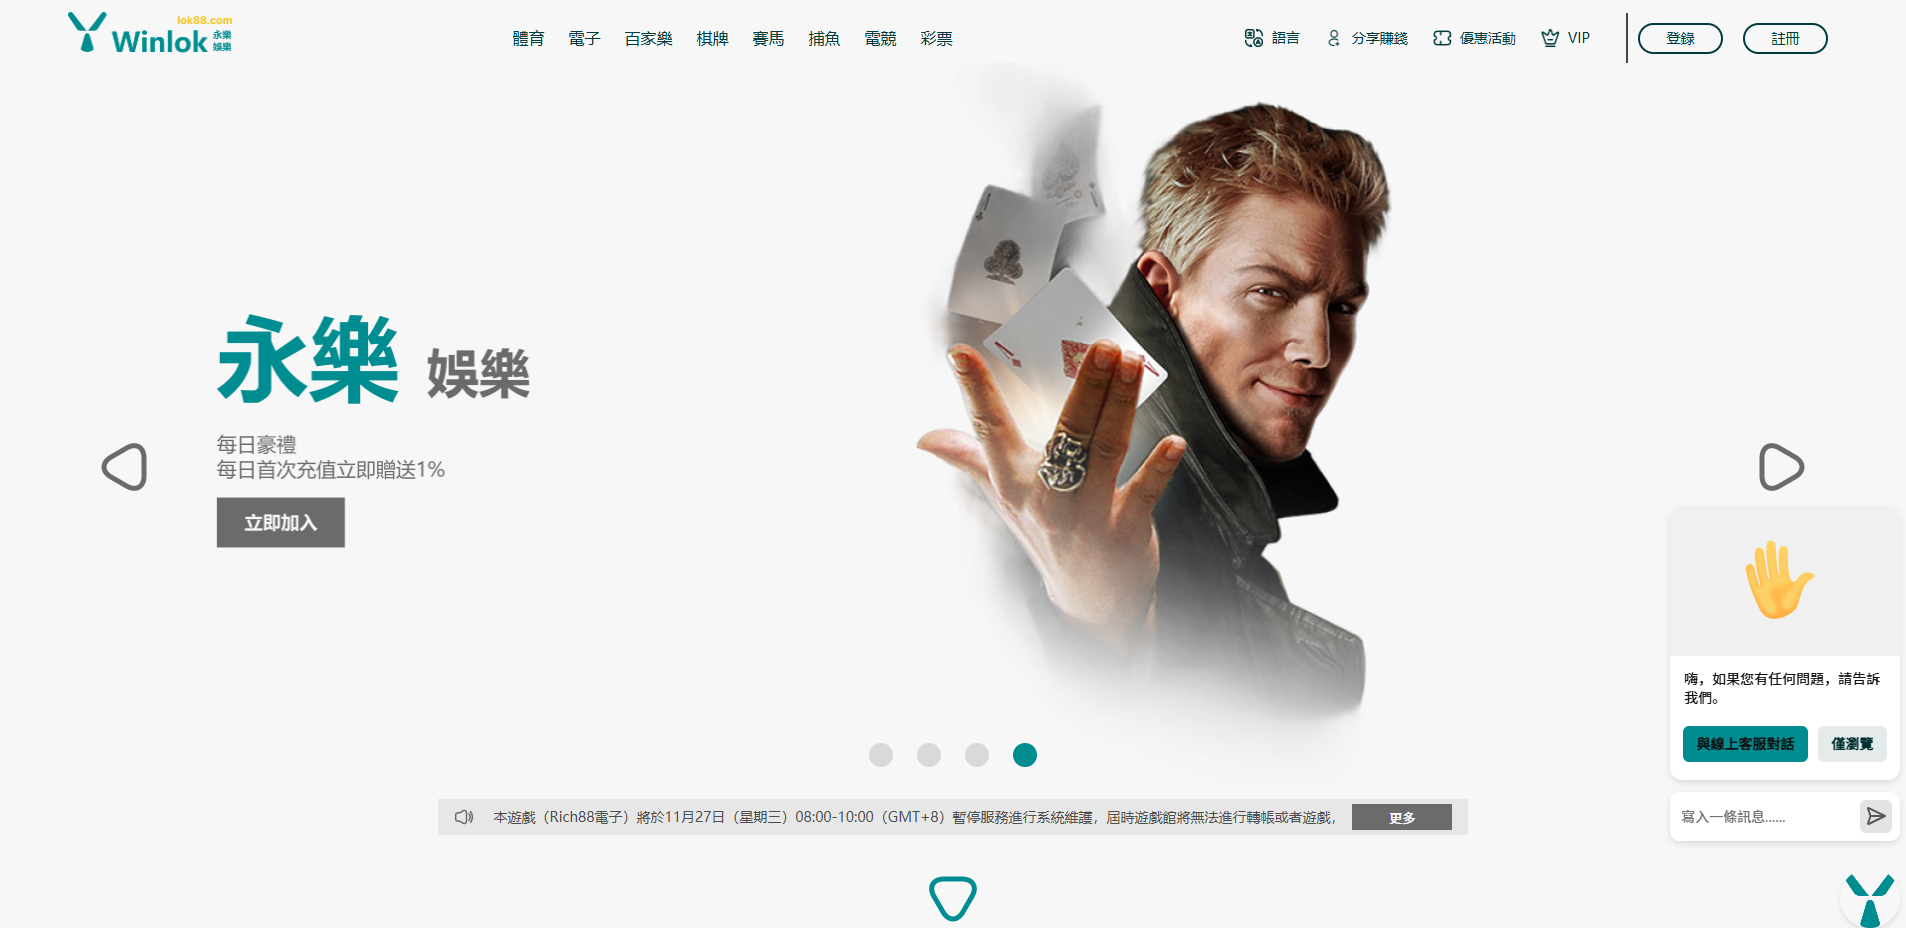 lok88.com
Winlok 永樂
娛樂
體育 電子 百家樂 棋牌 賽馬 捕魚 電競 彩票
語言 分享賺錢 優惠活動 VIP 登錄 註冊
永樂 娛樂
每日豪禮
每日首次充值立即贈送1%
立即加入
嗨，如果您有任何問題，請告訴
我們。
與線上客服對話 僅瀏覽
寫入一條訊息......
本遊戲（Rich88電子）將於11月27日（星期三）08:00-10:00（GMT+8）暫停服務進行系統維護，屆時遊戲館將無法進行轉帳或者遊戲， 更多